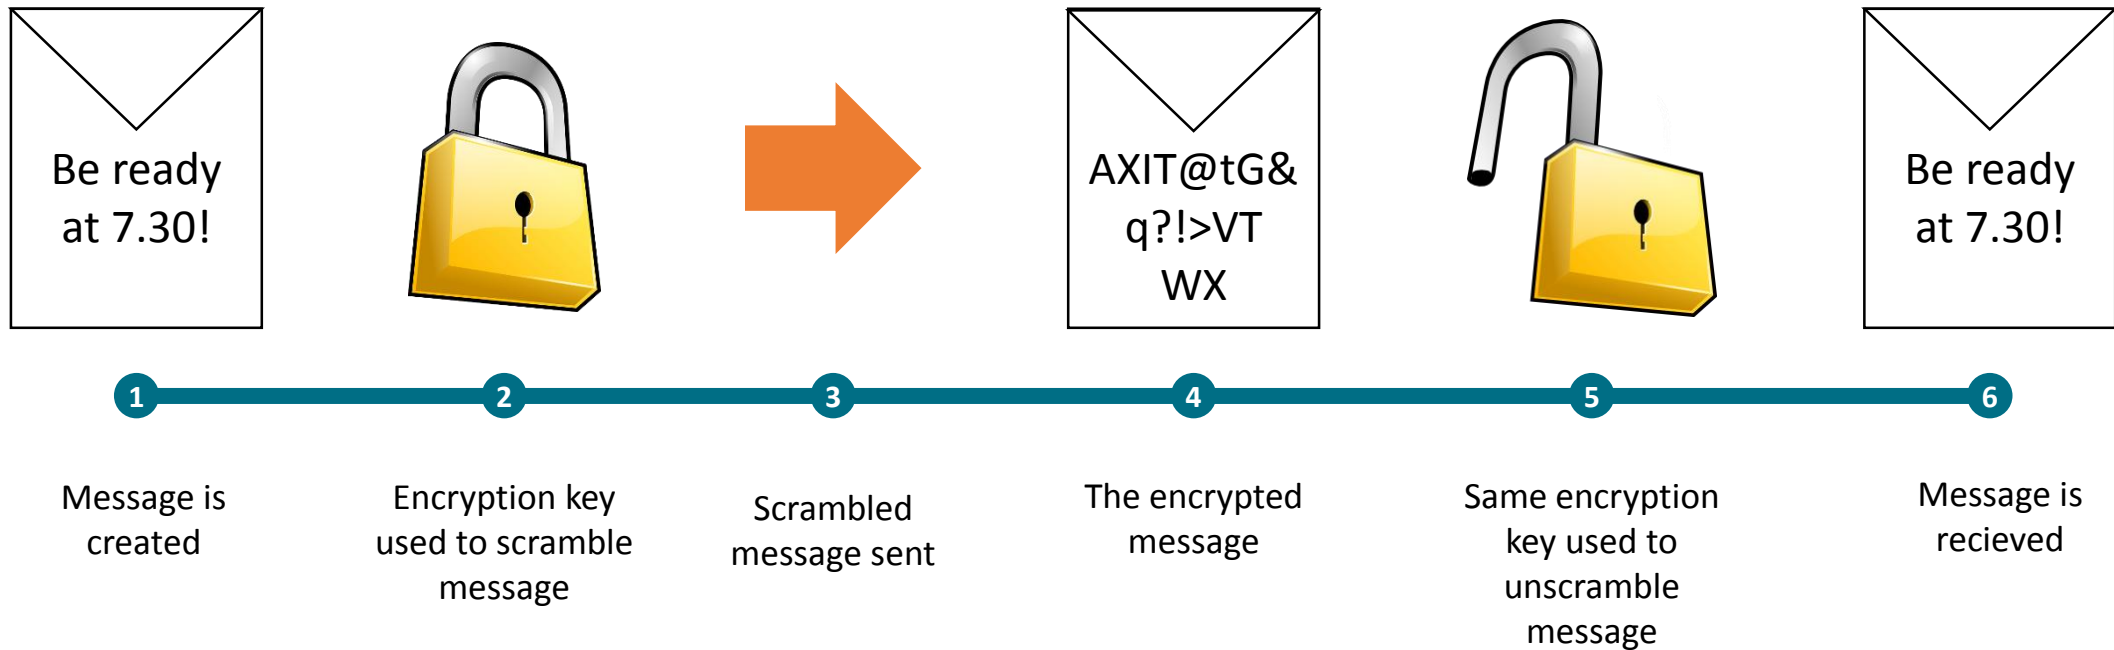 Be ready
at 7.30!
AXIT@tG&
q?!>VT
WX
Be ready
at 7.30!
1
2
3
4
5
6
Message is
created
Encryption key
used to scramble
message
Scrambled
message sent
The encrypted
message
Same encryption
key used to
unscramble
message
Message is
recieved